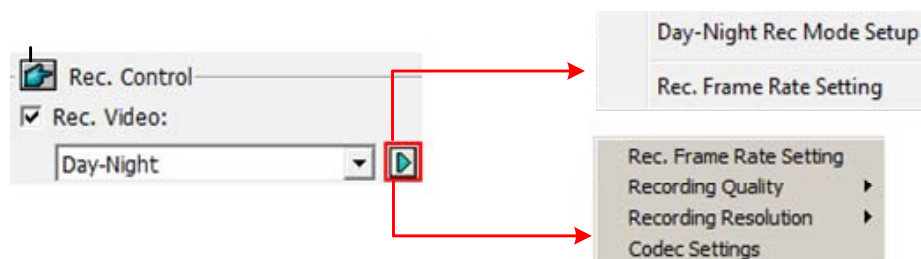 Rec. Control
Rec. Video:
Day-Night
Day-Night Rec Mode Setup
Rec. Frame Rate Setting
Rec. Frame Rate Setting
Recording Quality
Recording Resolution
Codec Settings